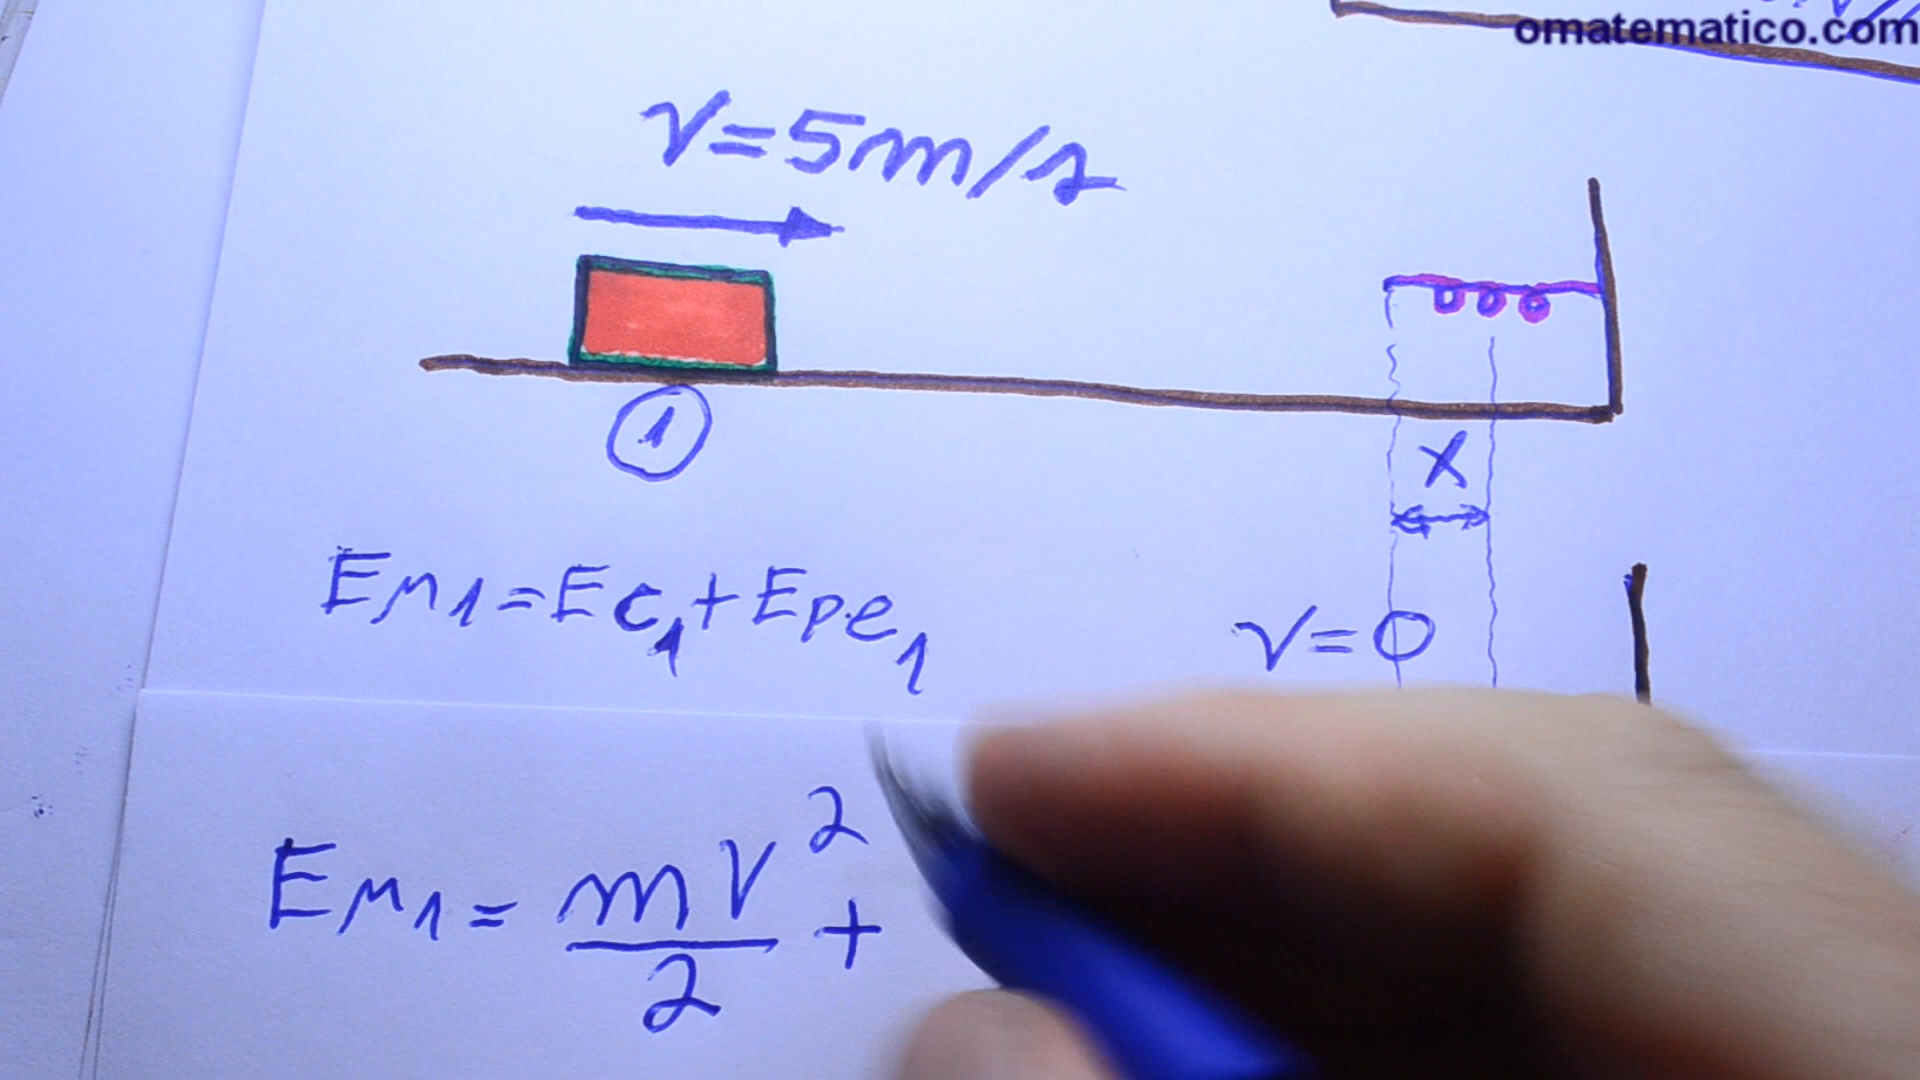 omatematico.com
V=5m/s
1
X
EM1=EC1+Epe1
V=0
EM1=mV²/2+